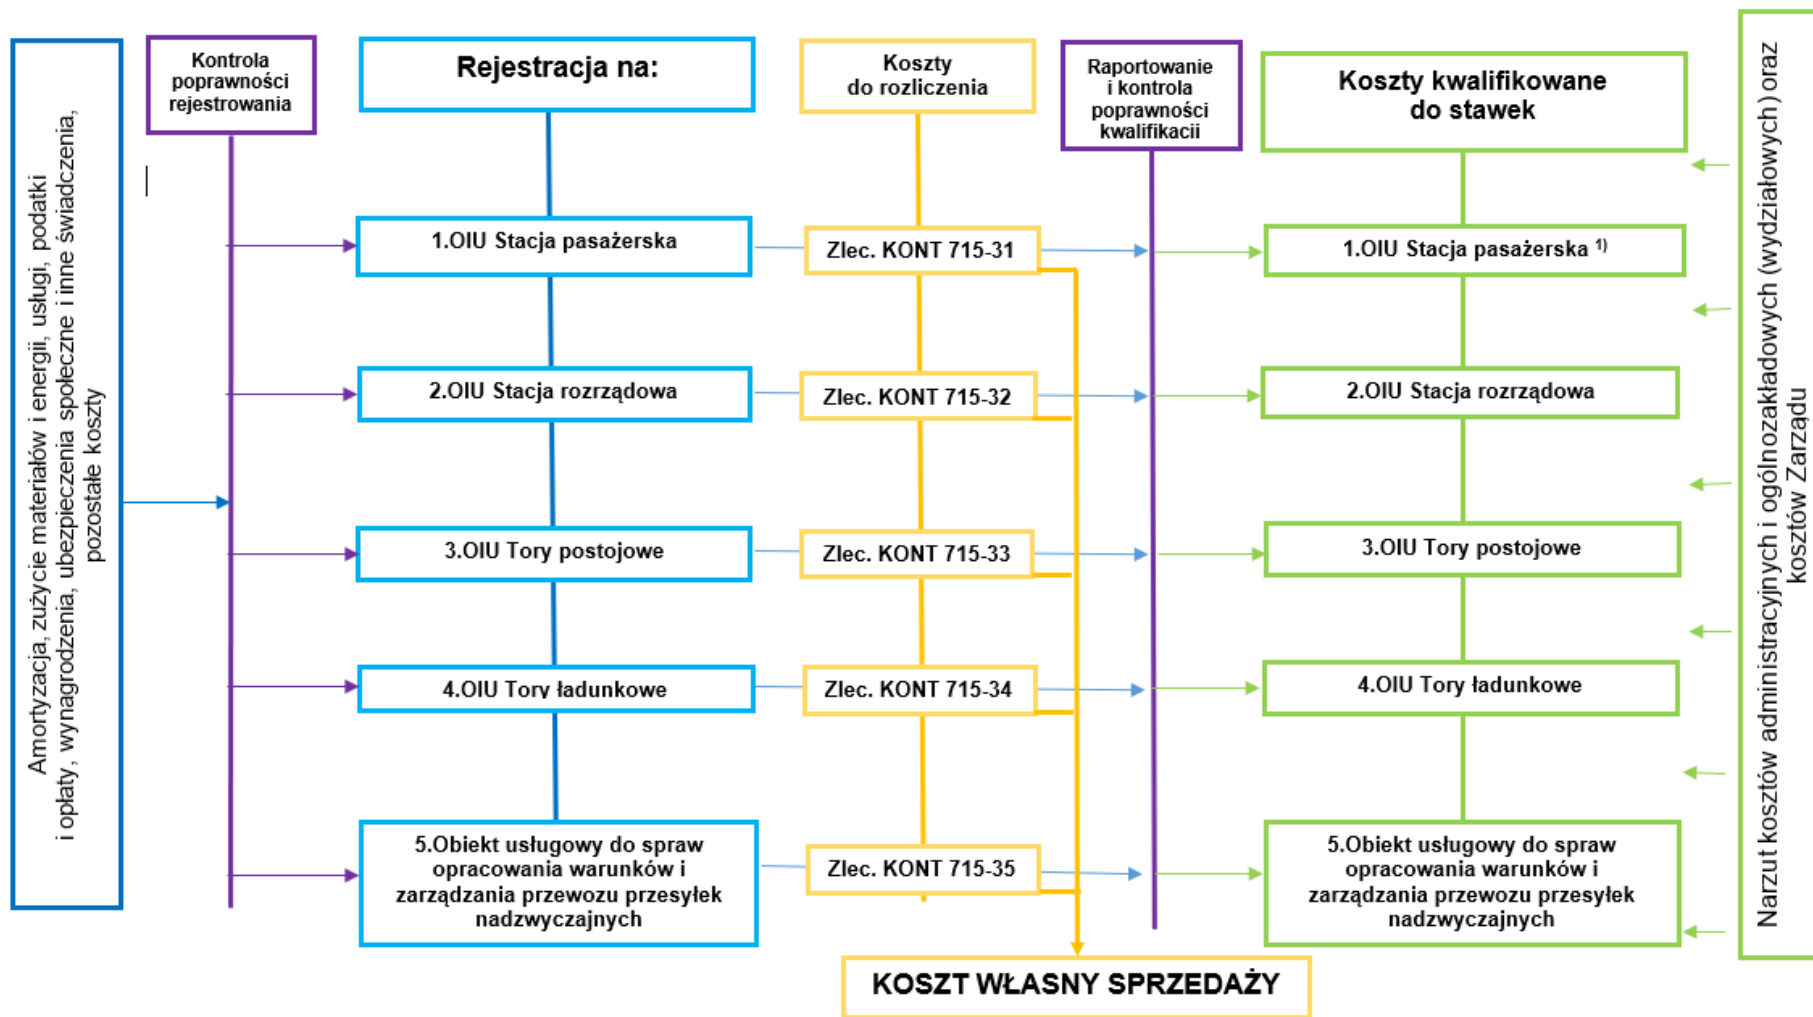 Amortyzacja, zużycie materiałów i energii, usługi, podatki
i opłaty, wynagrodzenia, ubezpieczenia społeczne i inne świadczenia,
pozostałe koszty
Kontrola
poprawności
rejestrowania
Rejestracja na:
Koszty
do rozliczenia
Raportowanie
i kontrola
poprawności
kwalifikacji
Koszty kwalifikowane
do stawek
1.OIU Stacja pasażerska
Zlec. KONT 715-31
1.OIU Stacja pasażerska 1)
2.OIU Stacja rozrządowa
Zlec. KONT 715-32
2.OIU Stacja rozrządowa
3.OIU Tory postojowe
Zlec. KONT 715-33
3.OIU Tory postojowe
4.OIU Tory ładunkowe
Zlec. KONT 715-34
4.OIU Tory ładunkowe
5.Obiekt usługowy do spraw
opracowania warunków i
zarządzania przewozu przesyłek
nadzwyczajnych
Zlec. KONT 715-35
5.Obiekt usługowy do spraw
opracowania warunków i
zarządzania przewozu przesyłek
nadzwyczajnych
KOSZT WŁASNY SPRZEDAŻY
Narzut kosztów administracyjnych i ogólnozakładowych (wydziałowych) oraz
kosztów Zarządu